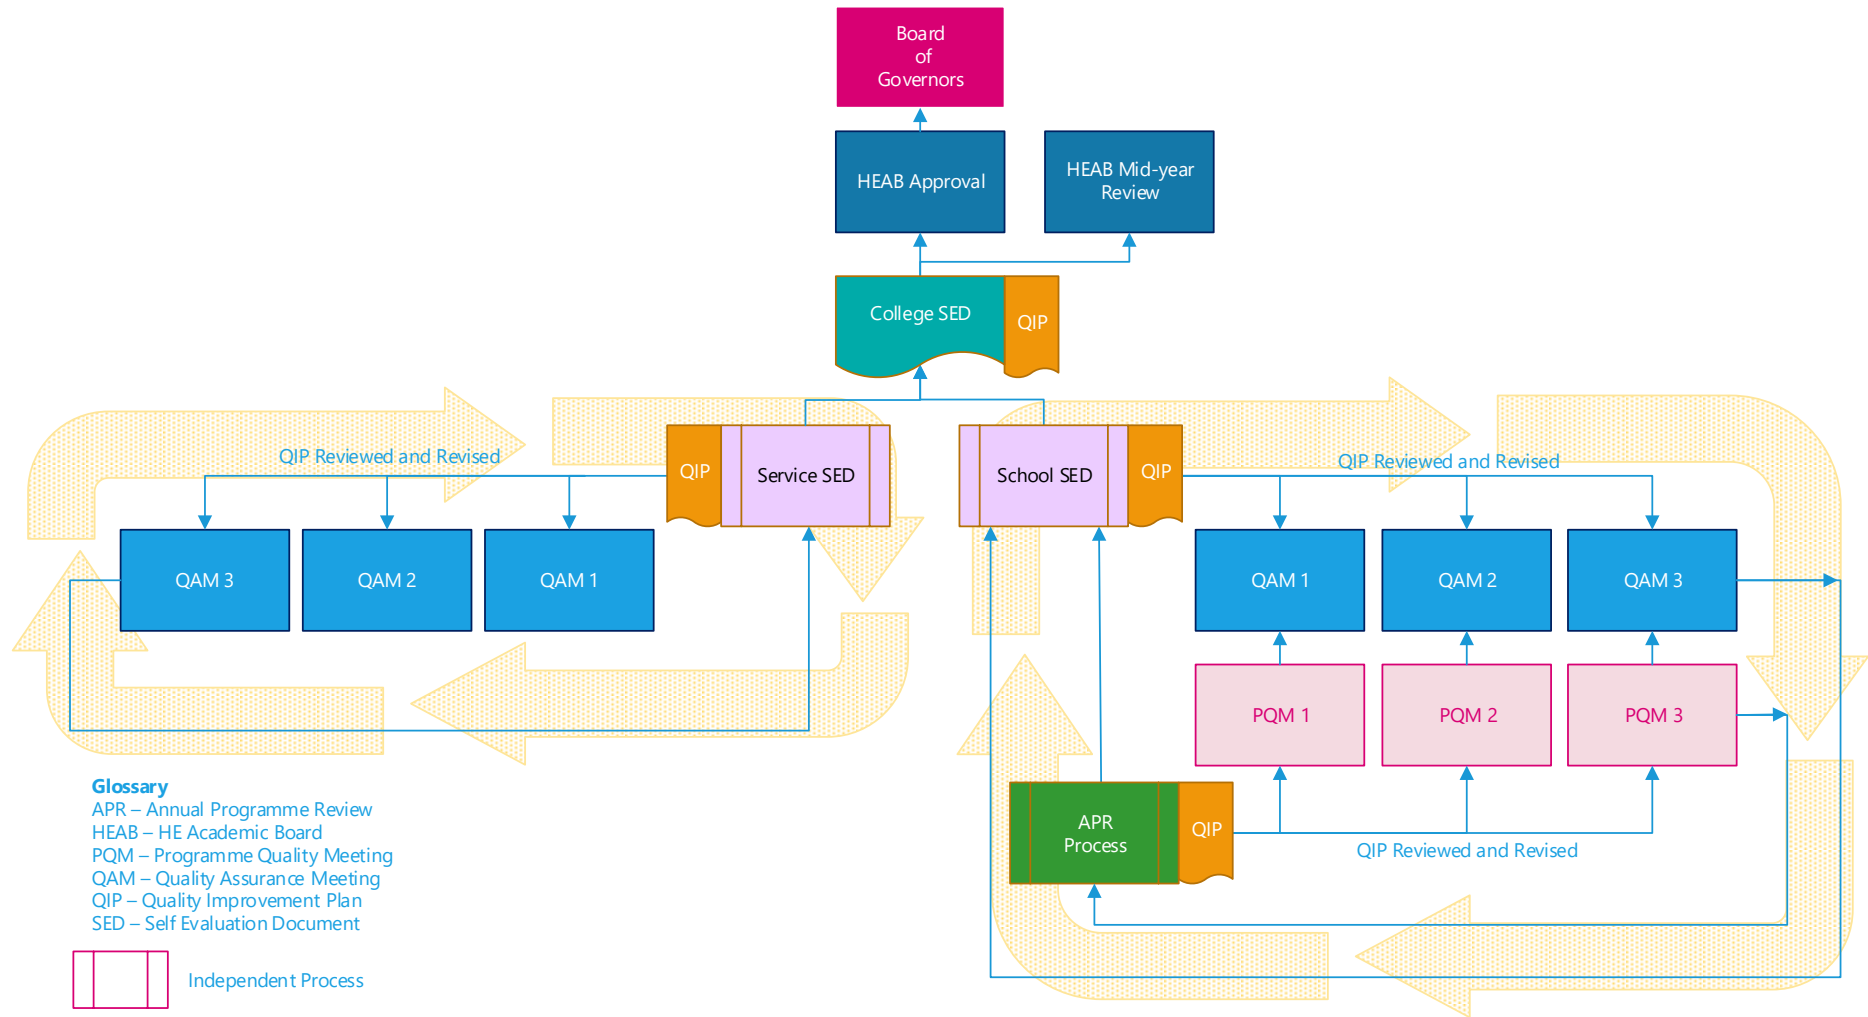 Board
of
Governors
HEAB Approval
HEAB Mid-year
Review
College SED
QIP
QIP Reviewed and Revised
QIP
Service SED
School SED
QIP
QIP Reviewed and Revised
QAM 3
QAM 2
QAM 1
QAM 1
QAM 2
QAM 3
PQM 1
PQM 2
PQM 3
APR
Process
QIP
QIP Reviewed and Revised
Glossary
APR – Annual Programme Review
HEAB – HE Academic Board
PQM – Programme Quality Meeting
QAM – Quality Assurance Meeting
QIP – Quality Improvement Plan
SED – Self Evaluation Document
Independent Process